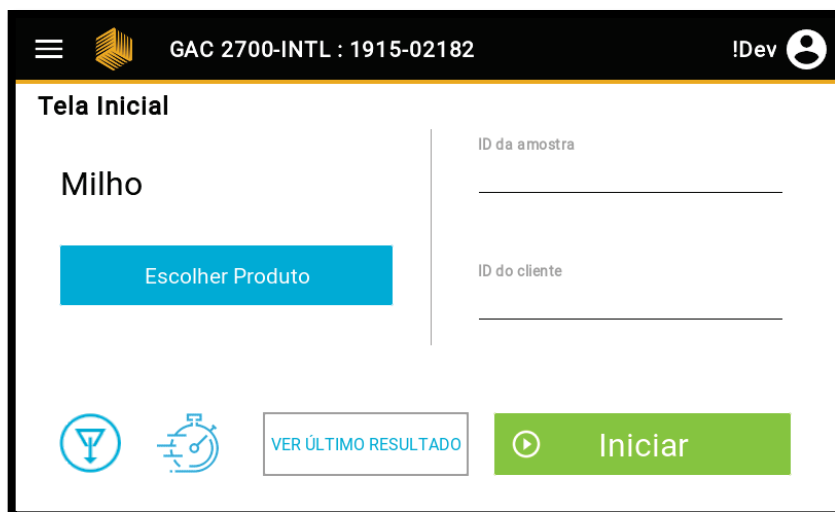 GAC 2700-INTL : 1915-02182
!Dev
Tela Inicial
Milho
Escolher Produto
ID da amostra
ID do cliente
VER ÚLTIMO RESULTADO
Iniciar